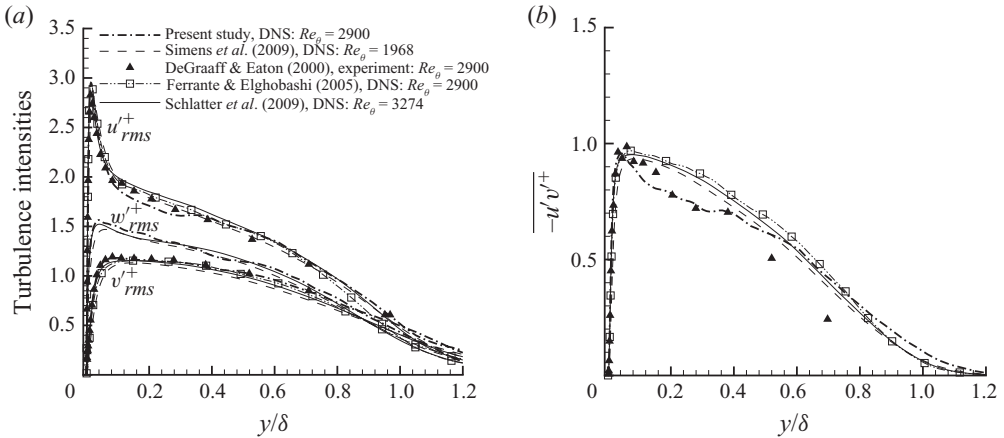 (a)
3.5
3.0
2.5
2.0
1.5
1.0
0.5
0
0.2
0.4
0.6
0.8
1.0
1.2
y/δ
Turbulence intensities
Present study, DNS: Reθ = 2900
Simens et al. (2009), DNS: Reθ = 1968
DeGraaff & Eaton (2000), experiment: Reθ = 2900
Ferrante & Elghobashi (2005), DNS: Reθ = 2900
Schlatter et al. (2009), DNS: Reθ = 3274
u′+rms
w′+rms
v′+rms
(b)
1.5
1.0
0.5
0
0.2
0.4
0.6
0.8
1.0
1.2
y/δ
−u′v′+